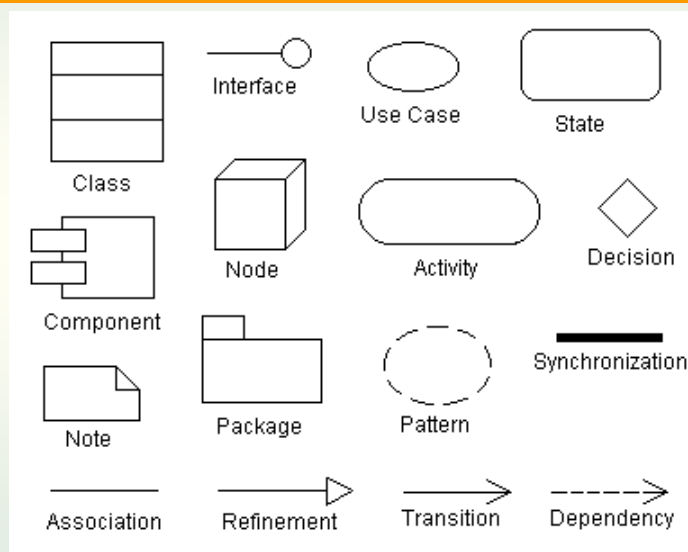 Interface
Use Case
State
Class
Node
Activity
Decision
Component
Synchronization
Note
Package
Pattern
Association
Refinement
Transition
Dependency